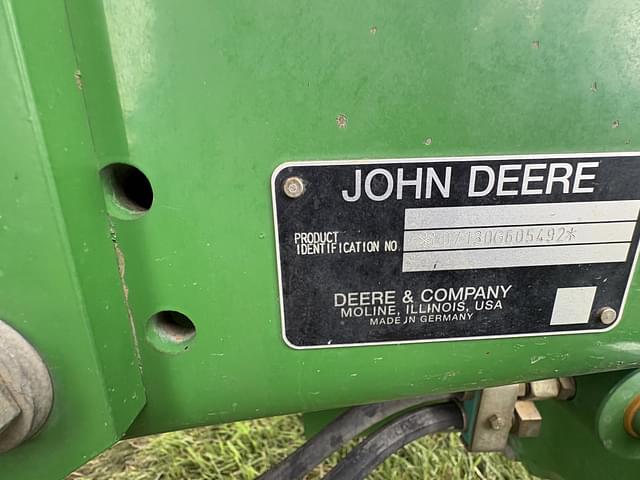 JOHN DEERE
PRODUCT
IDENTIFICATION NO.
DEERE & COMPANY
MOLINE, ILLINOIS, USA
MADE IN GERMANY